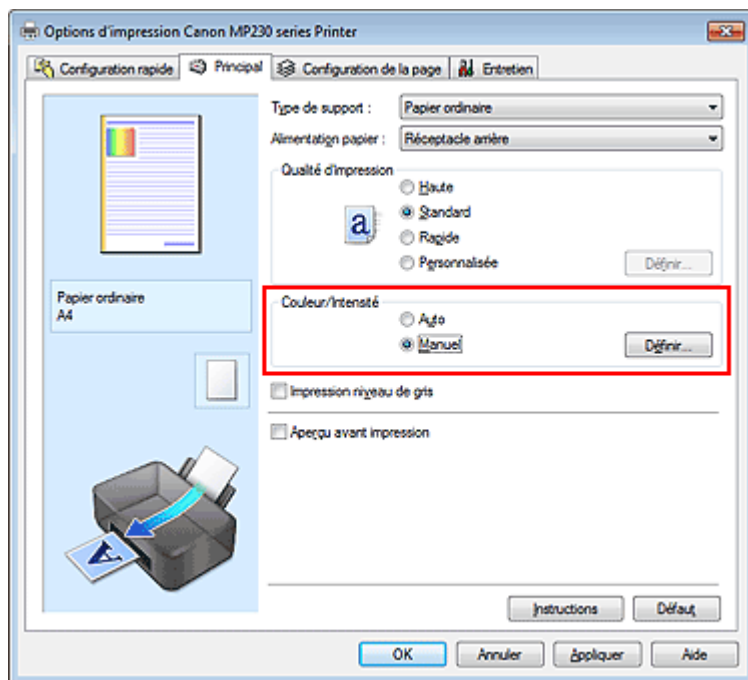 Options d'impression Canon MP230 series Printer
Configuration rapide Principal Configuration de la page Entretien
Type de support : Papier ordinaire
Alimentation papier : Réceptacle arrière
Qualité d'impression
Haute
a Standard
Rapide
Personnalisée Définir...
Papier ordinaire
A4
Couleur/Intensité
Auto
Manuel Définir...
Impression niveau de gris
Aperçu avant impression
A
Instructions Défaut
OK Annuler Appliquer Aide